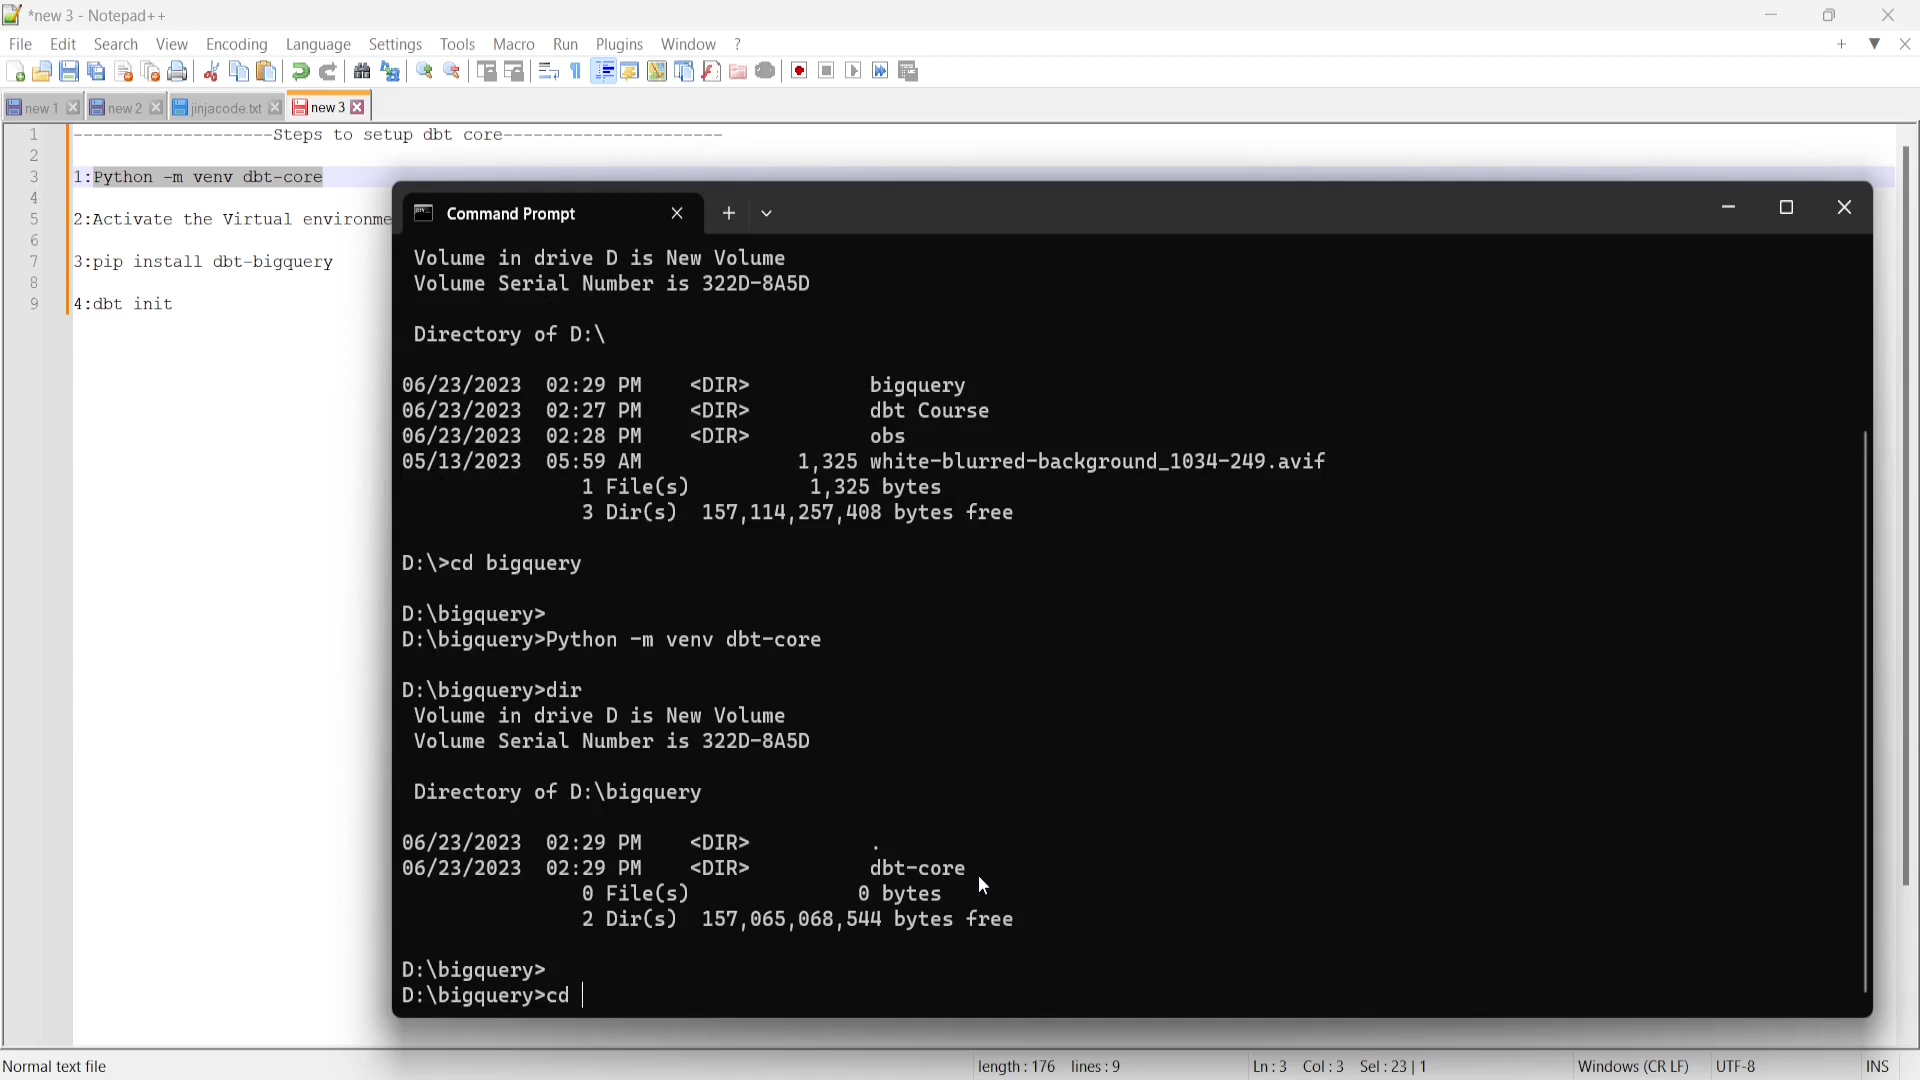 *new 3 - Notepad++
File Edit Search View Encoding Language Settings Tools Macro Run Plugins Window ?
new 1 new 2 jinjacode.txt new 3
1 --------------------Steps to setup dbt core----------------------
2
3 1:Python -m venv dbt-core
4
5 2:Activate the Virtual environme
6
7 3:pip install dbt-bigquery
8
9 4:dbt init
Command Prompt
Volume in drive D is New Volume
Volume Serial Number is 322D-8A5D
Directory of D:\
06/23/2023 02:29 PM <DIR> bigquery
06/23/2023 02:27 PM <DIR> dbt Course
06/23/2023 02:28 PM <DIR> obs
05/13/2023 05:59 AM 1,325 white-blurred-background_1034-249.avif
1 File(s) 1,325 bytes
3 Dir(s) 157,114,257,408 bytes free
D:\>cd bigquery
D:\bigquery>
D:\bigquery>Python -m venv dbt-core
D:\bigquery>dir
Volume in drive D is New Volume
Volume Serial Number is 322D-8A5D
Directory of D:\bigquery
06/23/2023 02:29 PM <DIR> .
06/23/2023 02:29 PM <DIR> dbt-core
0 File(s) 0 bytes
2 Dir(s) 157,065,068,544 bytes free
D:\bigquery>
D:\bigquery>cd
Normal text file length : 176 lines : 9 Ln : 3 Col : 3 Sel : 23 | 1 Windows (CR LF) UTF-8 INS